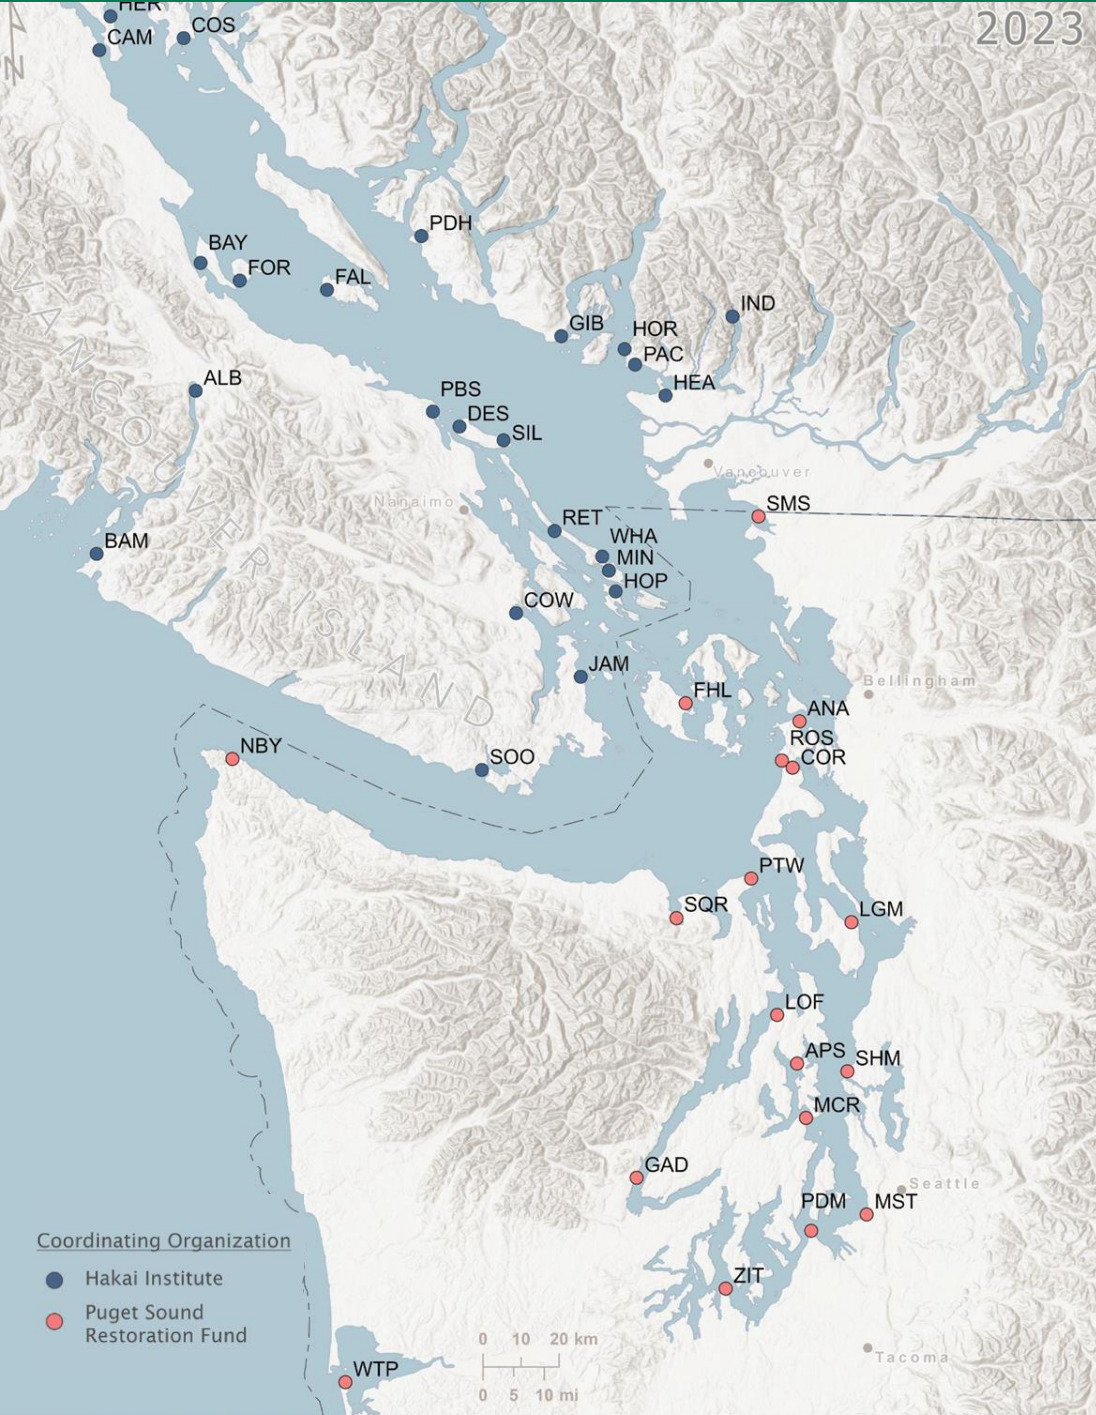 HER
2023
COS
CAM
N
PDH
BAY
FOR
FAL
IND
GIB
HOR
PAC
HEA
ALB
PBS
DES
SIL
Vancouver
Nanaimo
SMS
RET
WHA
BAM
MIN
HOP
COW
VANCOUVER ISLAND
JAM
Bellingham
FHL
ANA
ROS
NBY
COR
SOO
PTW
SQR
LGM
LOF
APS
SHM
MCR
GAD
Seattle
PDM
MST
ZIT
Coordinating Organization
Hakai Institute
Puget Sound
Restoration Fund
0 10 20 km
0 5 10 mi
Tacoma
WTP